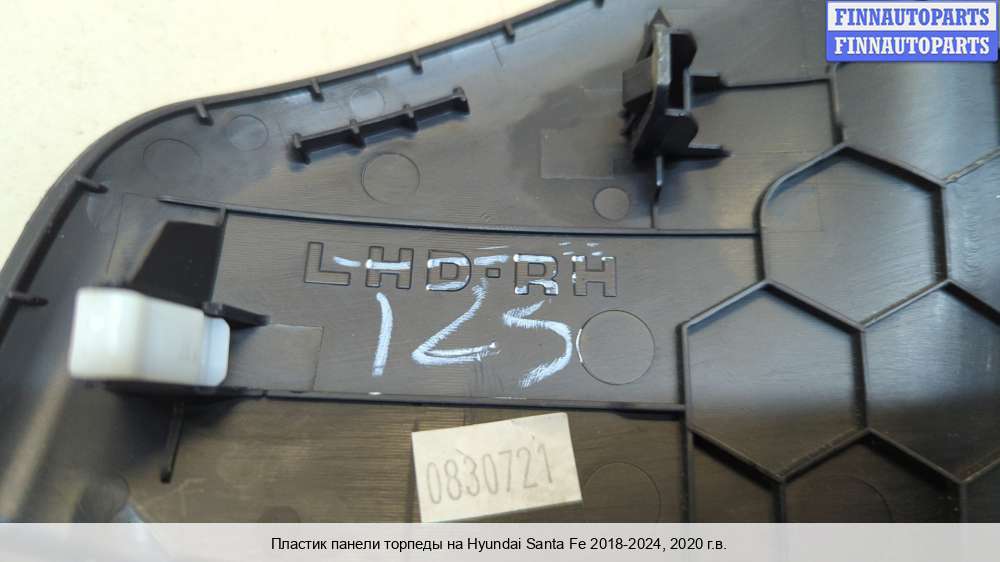 FINNAUTOPARTS
FINNAUTOPARTS
LHD-RH
125
0830721
Пластик панели торпеды на Hyundai Santa Fe 2018-2024, 2020 г.в.